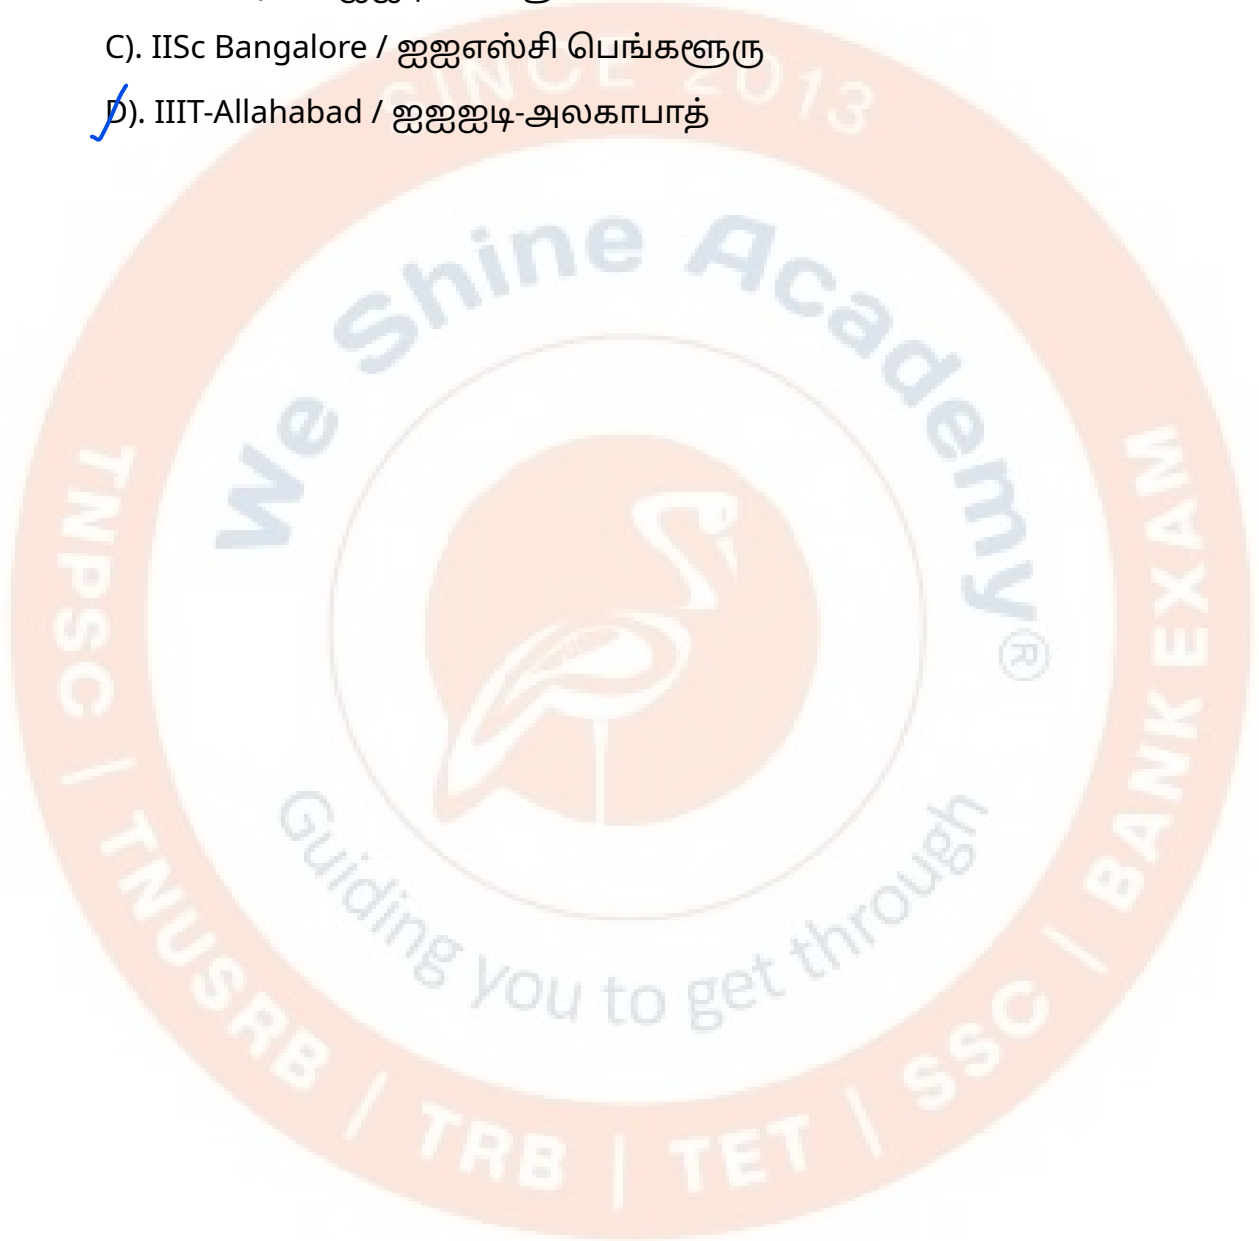 C). IISc Bangalore / ஐஐஎஸ்சி பெங்களூரு
D). IIIT-Allahabad / ஐஐஐடி-அலகாபாத்
SINCE 2013
We Shine Academy®
Guiding you to get through
TNPSC | TNUSRB | TRB | TET | SSC | BANK EXAM